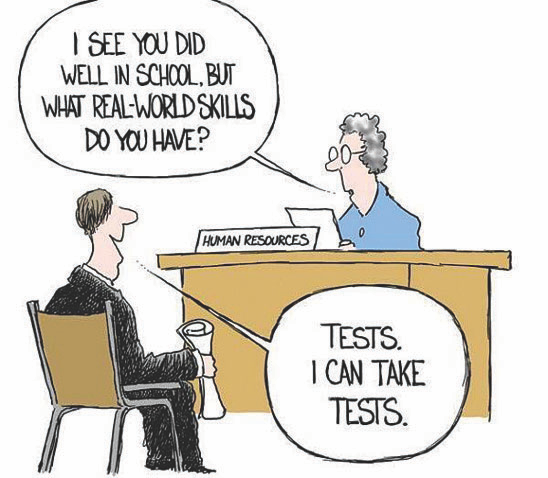 I SEE YOU DID
WELL IN SCHOOL, BUT
WHAT REAL-WORLD SKILLS
DO YOU HAVE?
HUMAN RESOURCES
TESTS.
I CAN TAKE
TESTS.